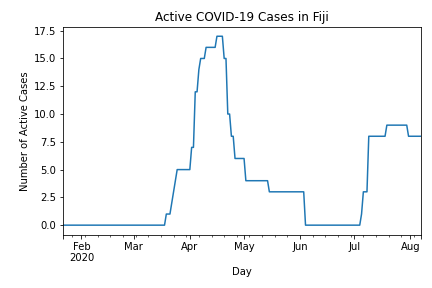 Active COVID-19 Cases in Fiji
Number of Active Cases
17.5
15.0
12.5
10.0
7.5
5.0
2.5
0.0
Feb Mar Apr May Jun Jul Aug
2020
Day